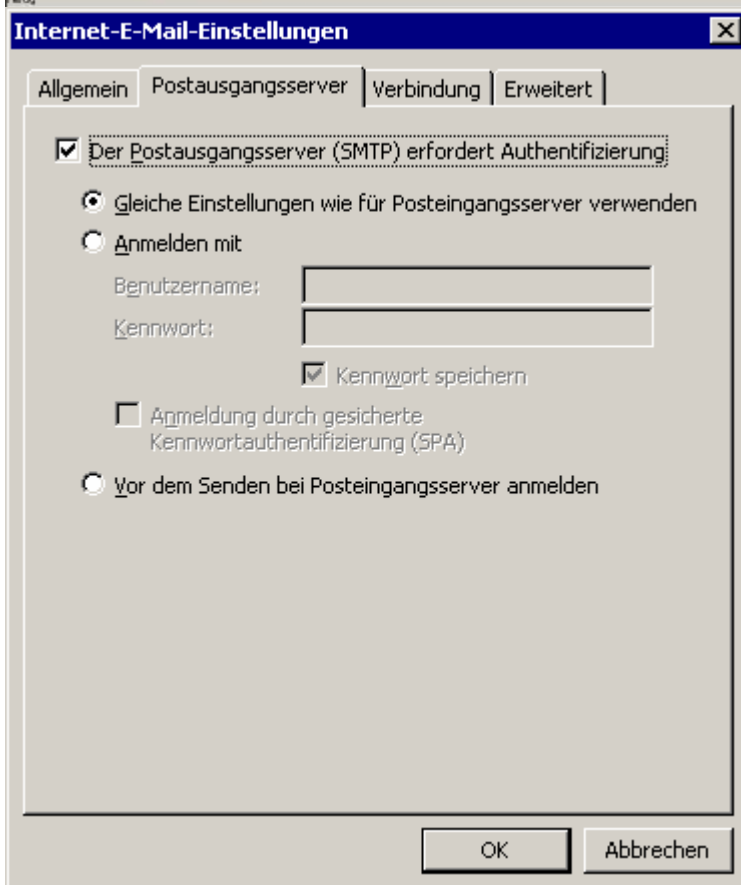 Internet-E-Mail-Einstellungen
Allgemein Postausgangsserver Verbindung Erweitert
Der Postausgangsserver (SMTP) erfordert Authentifizierung
Gleiche Einstellungen wie für Posteingangsserver verwenden
Anmelden mit
Benutzername:
Kennwort:
Kennwort speichern
Anmeldung durch gesicherte
Kennwortauthentifizierung (SPA)
Vor dem Senden bei Posteingangsserver anmelden
OK Abbrechen